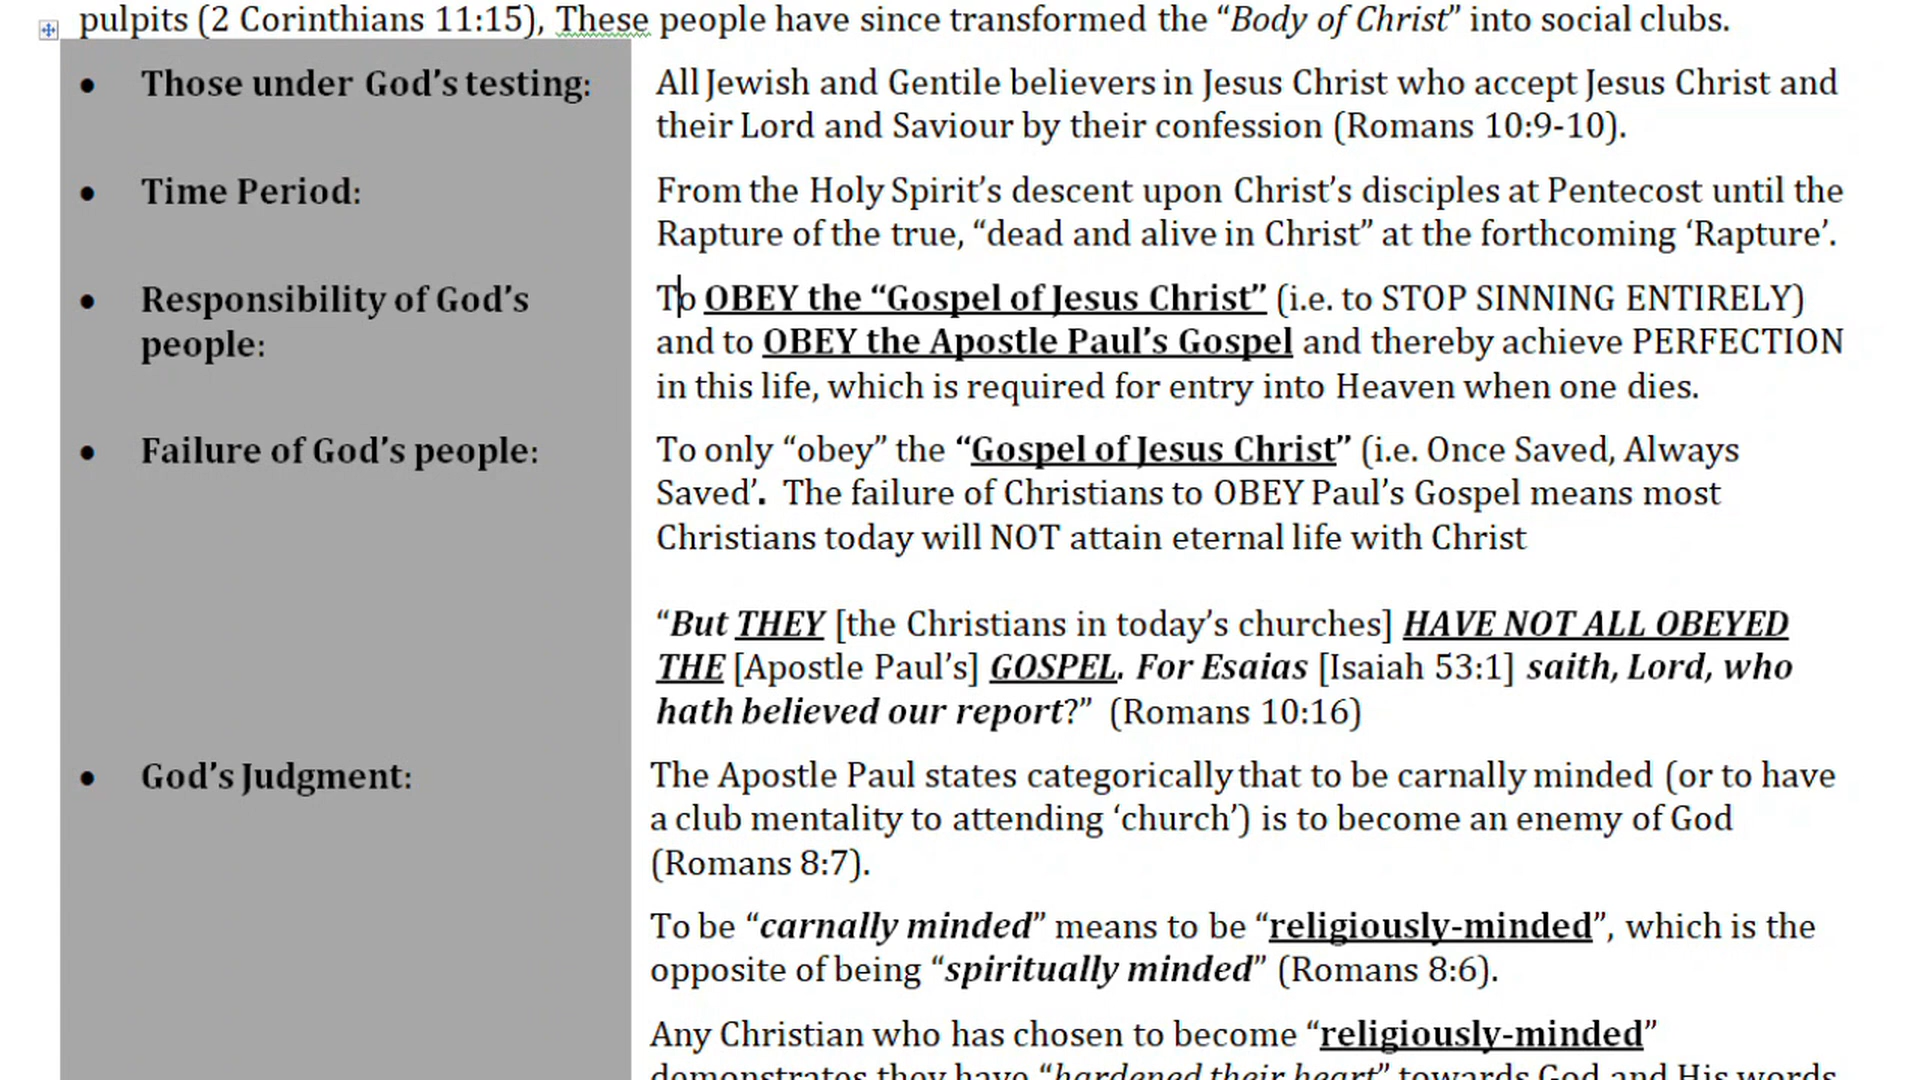 pulpits (2 Corinthians 11:15), These people have since transformed the “Body of Christ” into social clubs.
• Those under God’s testing:
All Jewish and Gentile believers in Jesus Christ who accept Jesus Christ and
their Lord and Saviour by their confession (Romans 10:9-10).
• Time Period:
From the Holy Spirit’s descent upon Christ’s disciples at Pentecost until the
Rapture of the true, “dead and alive in Christ” at the forthcoming ‘Rapture’.
• Responsibility of God’s
people:
To OBEY the “Gospel of Jesus Christ” (i.e. to STOP SINNING ENTIRELY)
and to OBEY the Apostle Paul’s Gospel and thereby achieve PERFECTION
in this life, which is required for entry into Heaven when one dies.
• Failure of God’s people:
To only “obey” the “Gospel of Jesus Christ” (i.e. Once Saved, Always
Saved’. The failure of Christians to OBEY Paul’s Gospel means most
Christians today will NOT attain eternal life with Christ
“But THEY [the Christians in today’s churches] HAVE NOT ALL OBEYED
THE [Apostle Paul’s] GOSPEL. For Esaias [Isaiah 53:1] saith, Lord, who
hath believed our report?” (Romans 10:16)
• God’s Judgment:
The Apostle Paul states categorically that to be carnally minded (or to have
a club mentality to attending ‘church’) is to become an enemy of God
(Romans 8:7).
To be “carnally minded” means to be “religiously-minded”, which is the
opposite of being “spiritually minded” (Romans 8:6).
Any Christian who has chosen to become “religiously-minded”
demonstrates they have “hardened their heart” towards God and His words